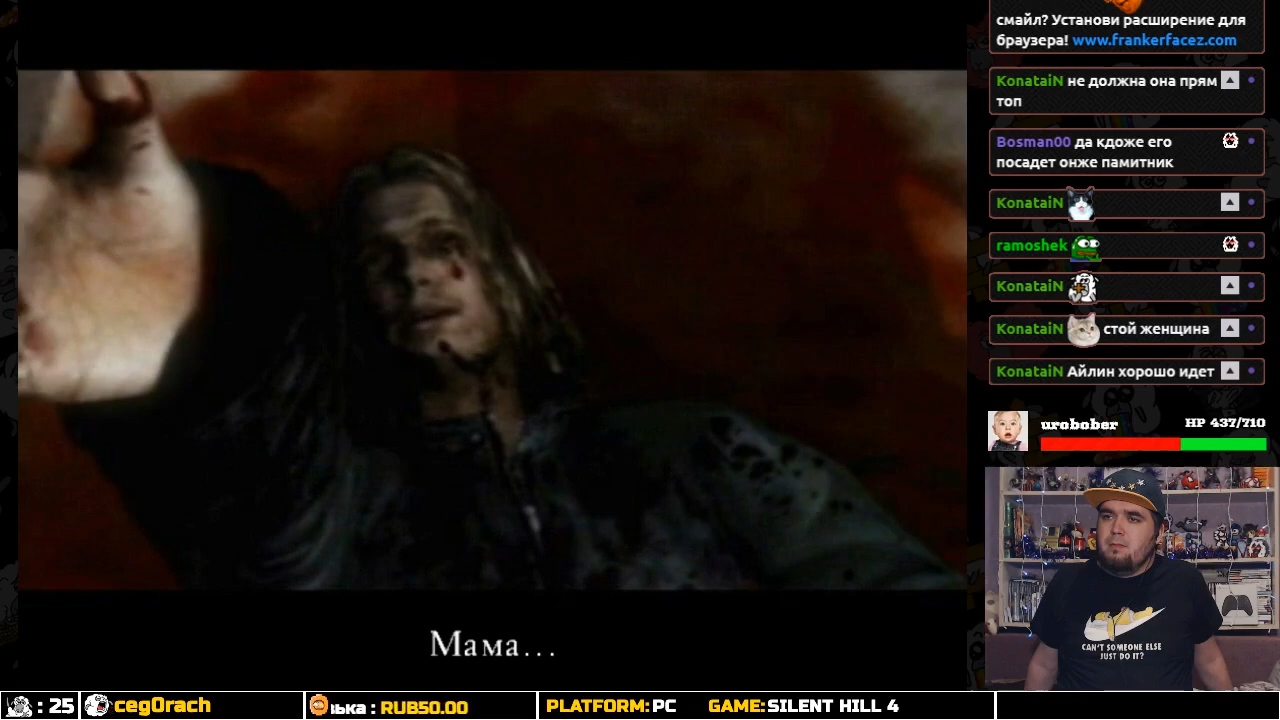 смайл? Установи расширение для
браузера! www.frankerfacez.com
KonataiN не должна она прям
топ
Bosman00 да кдоже его
посадет онже памитник
KonataiN
ramoshek
KonataiN
KonataiN стой женщина
KonataiN Айлин хорошо идет
urobober HP 437/710
CAN'T SOMEONE ELSE
JUST DO IT?
Мама...
: 25 ceg0rach ька : RUB50.00 PLATFORM: PC GAME: SILENT HILL 4